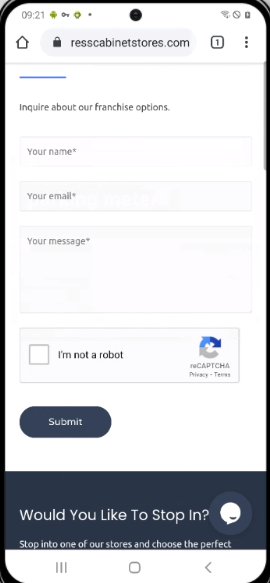 09:21
resscabinetstores.com
1
Inquire about our franchise options.
Your name*
Your email*
Your message*
I'm not a robot
reCAPTCHA
Privacy - Terms
Submit
Would You Like To Stop In?
Stop into one of our stores and choose the perfect